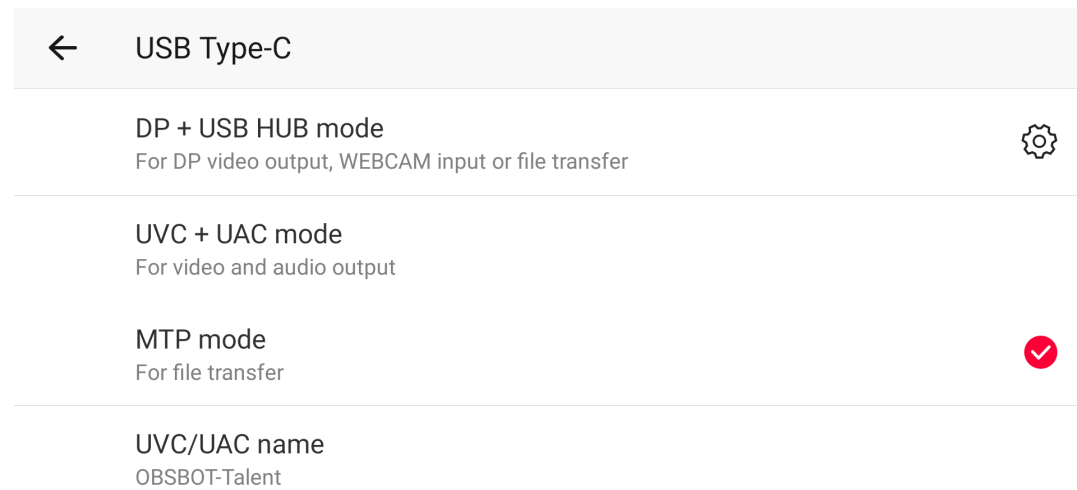 USB Type-C
DP + USB HUB mode
For DP video output, WEBCAM input or file transfer
UVC + UAC mode
For video and audio output
MTP mode
For file transfer
UVC/UAC name
OBSBOT-Talent